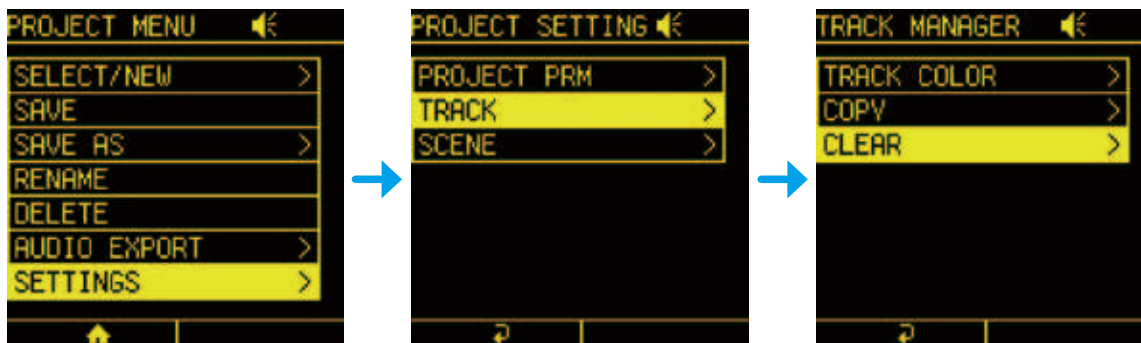 PROJECT MENU
SELECT/NEW >
SAVE
SAVE AS >
RENAME
DELETE
AUDIO EXPORT >
SETTINGS >
PROJECT SETTING
PROJECT PRM >
TRACK >
SCENE >
TRACK MANAGER
TRACK COLOR >
COPY >
CLEAR >